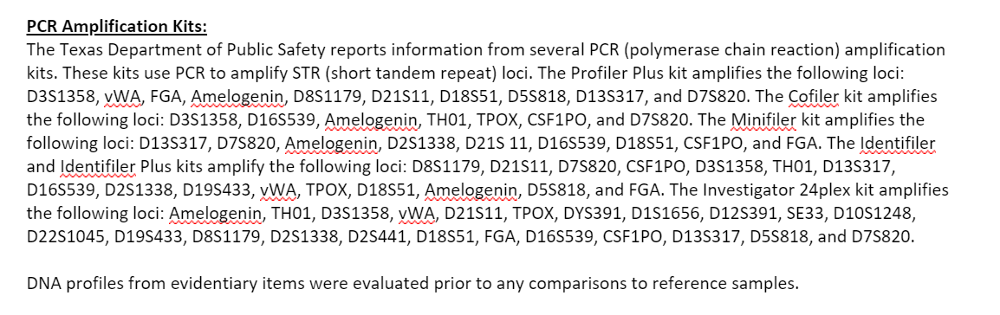 PCR Amplification Kits:
The Texas Department of Public Safety reports information from several PCR (polymerase chain reaction) amplification
kits. These kits use PCR to amplify STR (short tandem repeat) loci. The Profiler Plus kit amplifies the following loci:
D3S1358, vWA, FGA, Amelogenin, D8S1179, D21S11, D18S51, D5S818, D13S317, and D7S820. The Cofiler kit amplifies
the following loci: D3S1358, D16S539, Amelogenin, TH01, TPOX, CSF1PO, and D7S820. The Minifiler kit amplifies the
following loci: D13S317, D7S820, Amelogenin, D2S1338, D21S 11, D16S539, D18S51, CSF1PO, and FGA. The Identifiler
and Identifiler Plus kits amplify the following loci: D8S1179, D21S11, D7S820, CSF1PO, D3S1358, TH01, D13S317,
D16S539, D2S1338, D19S433, vWA, TPOX, D18S51, Amelogenin, D5S818, and FGA. The Investigator 24plex kit amplifies
the following loci: Amelogenin, TH01, D3S1358, vWA, D21S11, TPOX, DYS391, D1S1656, D12S391, SE33, D10S1248,
D22S1045, D19S433, D8S1179, D2S1338, D2S441, D18S51, FGA, D16S539, CSF1PO, D13S317, D5S818, and D7S820.
DNA profiles from evidentiary items were evaluated prior to any comparisons to reference samples.